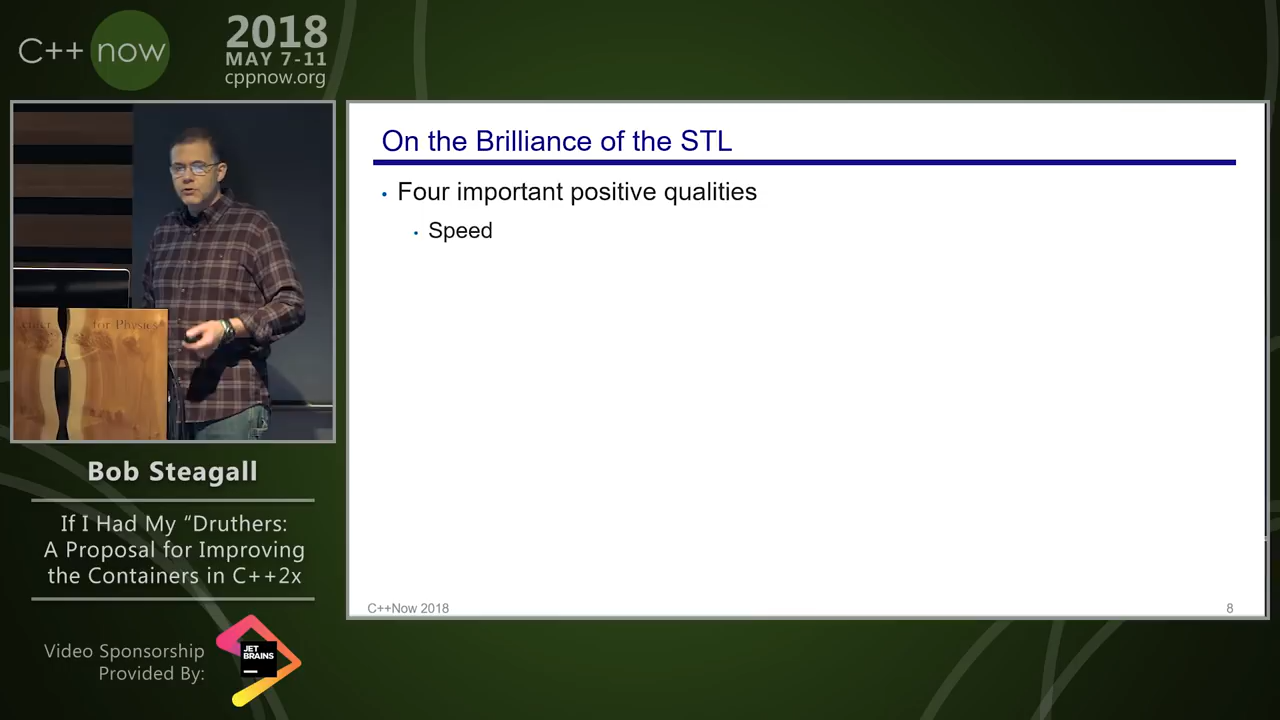 C++ now
2018
MAY 7-11
cppnow.org
On the Brilliance of the STL
• Four important positive qualities
• Speed
for Physics
Bob Steagall
If I Had My “Druthers:
A Proposal for Improving
the Containers in C++2x
Video Sponsorship
Provided By:
JET
BRAINS
C++Now 2018
8